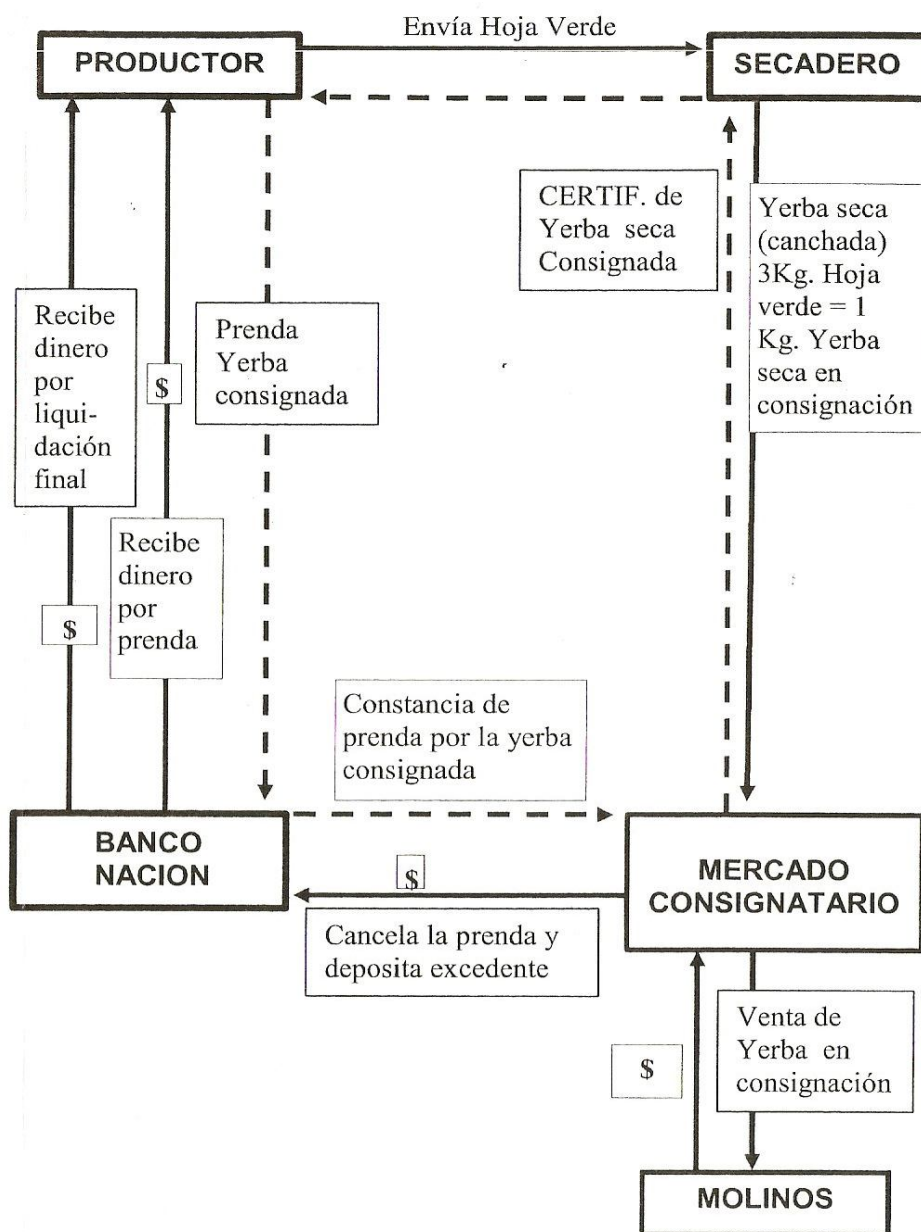 Envía Hoja Verde
PRODUCTOR
SECADERO
CERTIF. de
Yerba seca
Consignada
Yerba seca
(canchada)
3Kg. Hoja
verde = 1
Kg. Yerba
seca en
consignación
Recibe
dinero
por
liqui-
dación
final
$
Prenda
Yerba
consignada
Recibe
dinero
por
prenda
$
Constancia de
prenda por la yerba
consignada
BANCO
NACION
$
MERCADO
CONSIGNATARIO
Cancela la prenda y
deposita excedente
$
Venta de
Yerba en
consignación
MOLINOS